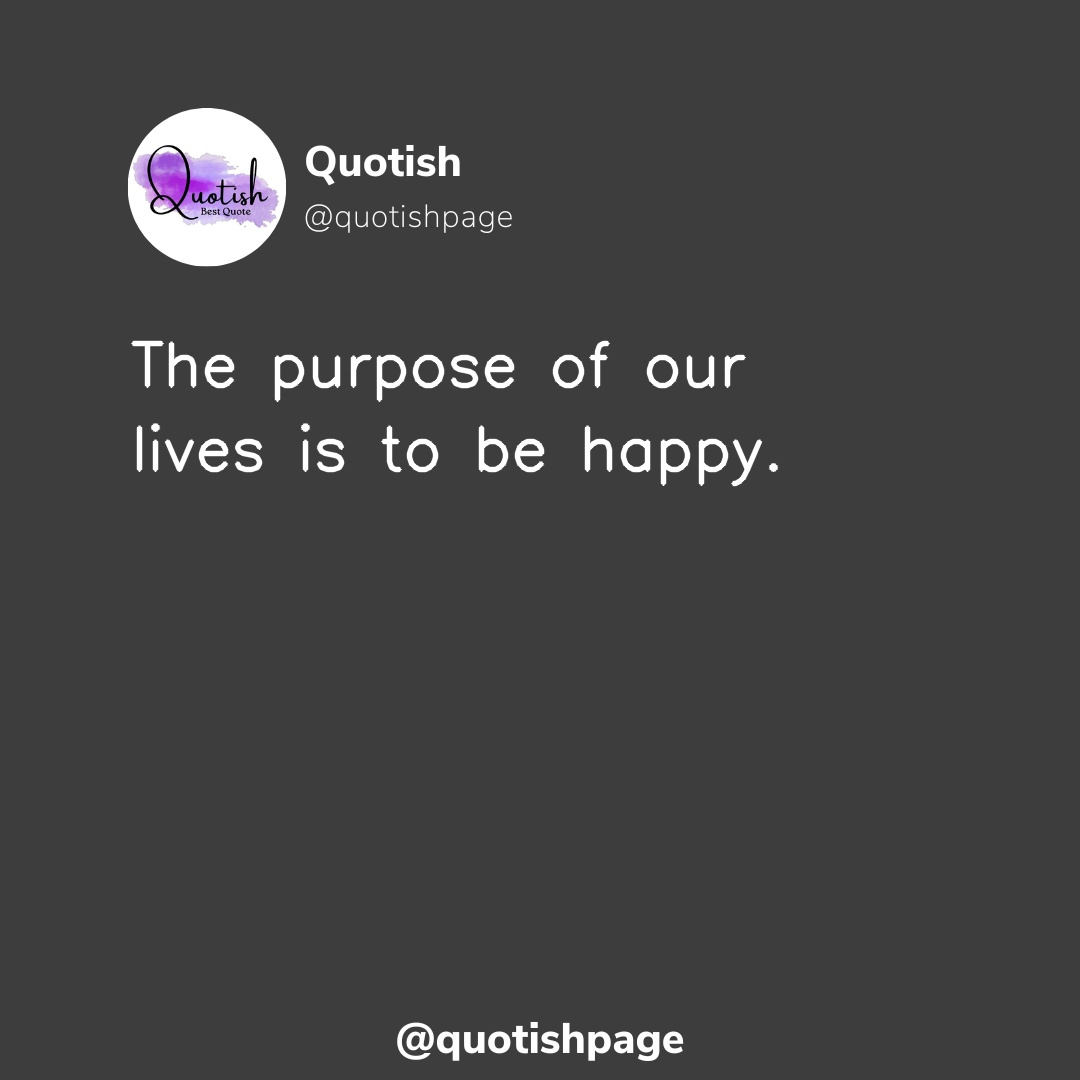 Quotish
Best Quote
Quotish
@quotishpage
The purpose of our
lives is to be happy.
@quotishpage